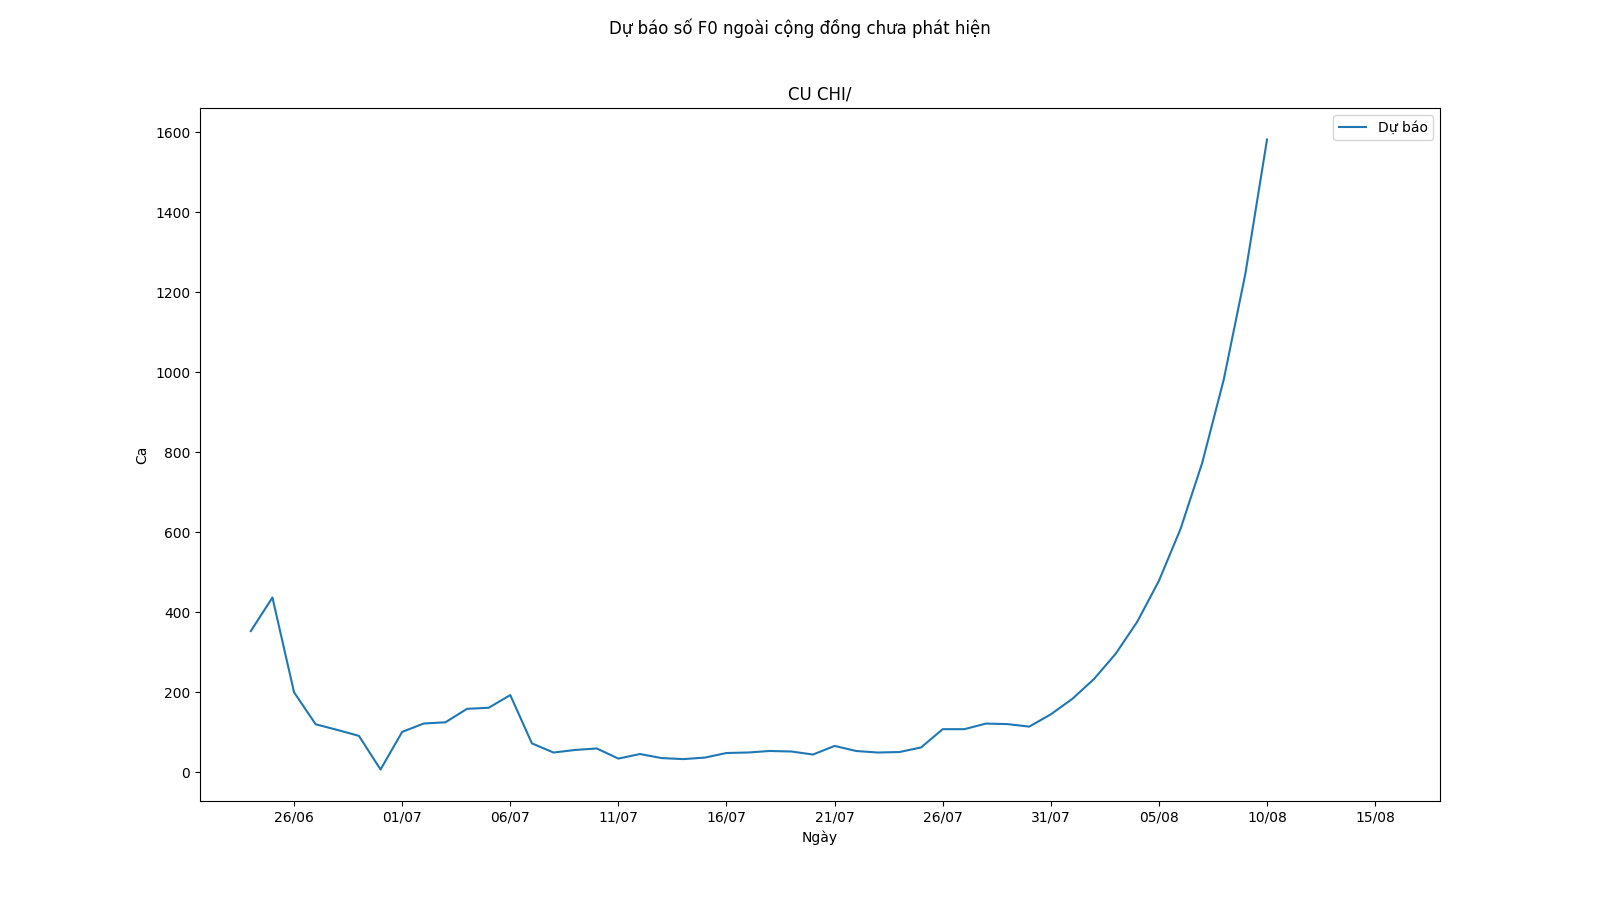 Dự báo số F0 ngoài cộng đồng chưa phát hiện
CU CHI/
Dự báo
1600
1400
1200
1000
800
600
400
200
0
Ca
26/06 01/07 06/07 11/07 16/07 21/07 26/07 31/07 05/08 10/08 15/08
Ngày